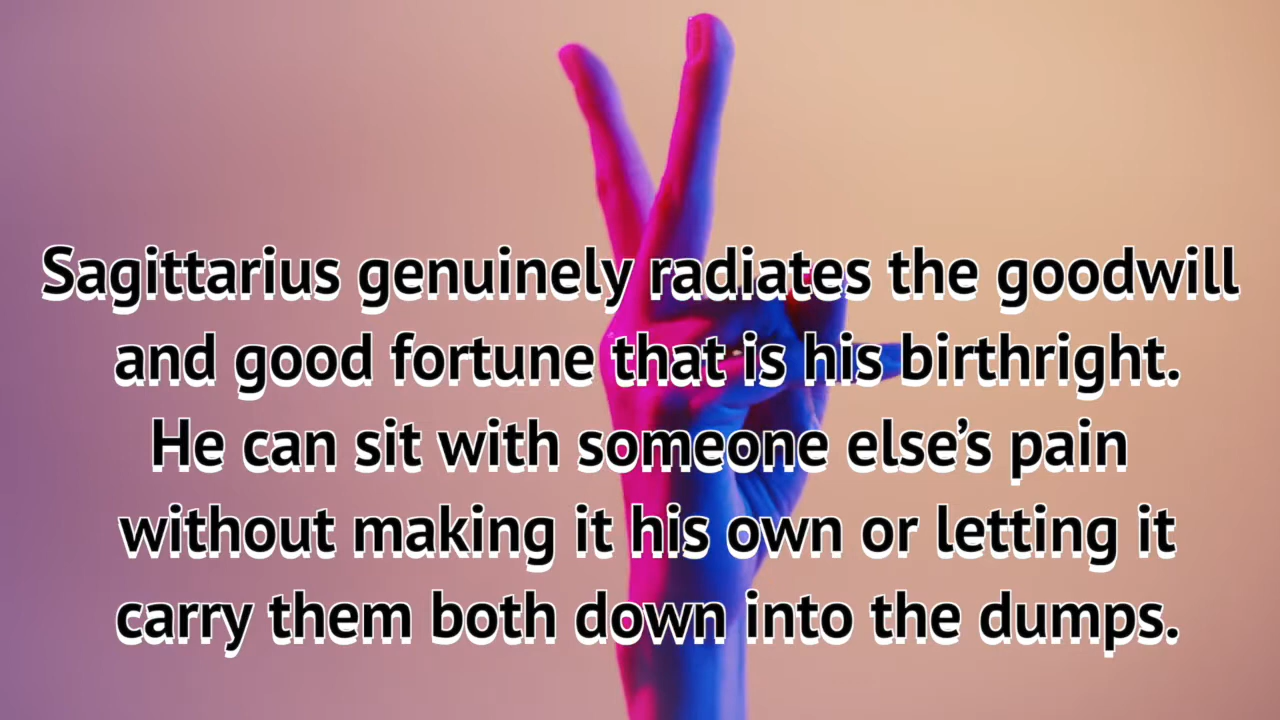 Sagittarius genuinely radiates the goodwill
and good fortune that is his birthright.
He can sit with someone else’s pain
without making it his own or letting it
carry them both down into the dumps.